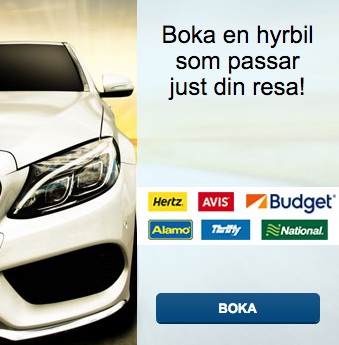 Boka en hyrbil
som passar
just din resa!
Hertz. AVIS Budget
Alamo Thrifty National.
BOKA